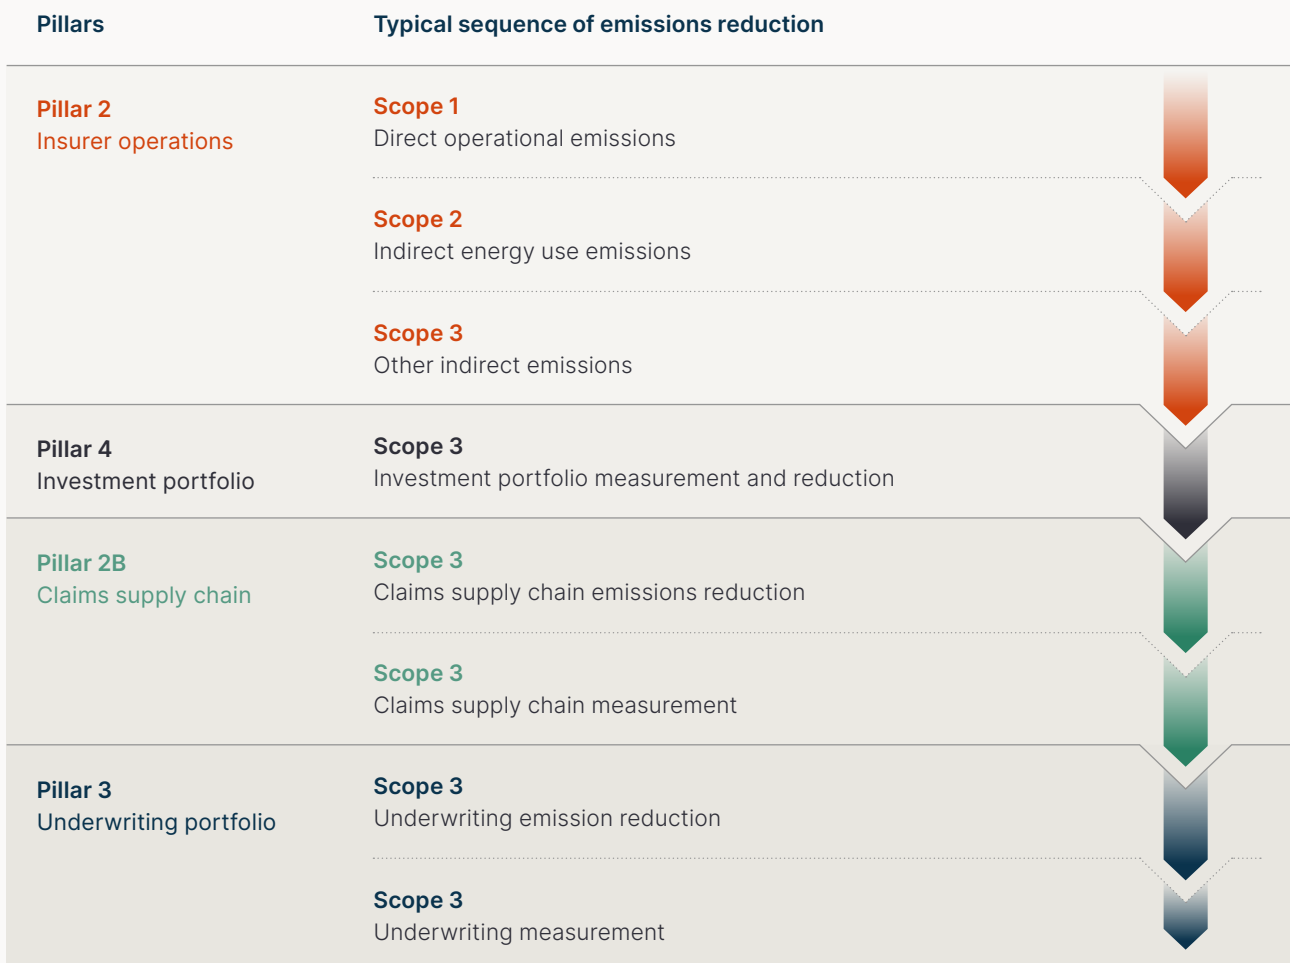 Pillars
Typical sequence of emissions reduction
Pillar 2
Insurer operations
Scope 1
Direct operational emissions
Scope 2
Indirect energy use emissions
Scope 3
Other indirect emissions
Pillar 4
Investment portfolio
Scope 3
Investment portfolio measurement and reduction
Pillar 2B
Claims supply chain
Scope 3
Claims supply chain emissions reduction
Scope 3
Claims supply chain measurement
Pillar 3
Underwriting portfolio
Scope 3
Underwriting emission reduction
Scope 3
Underwriting measurement